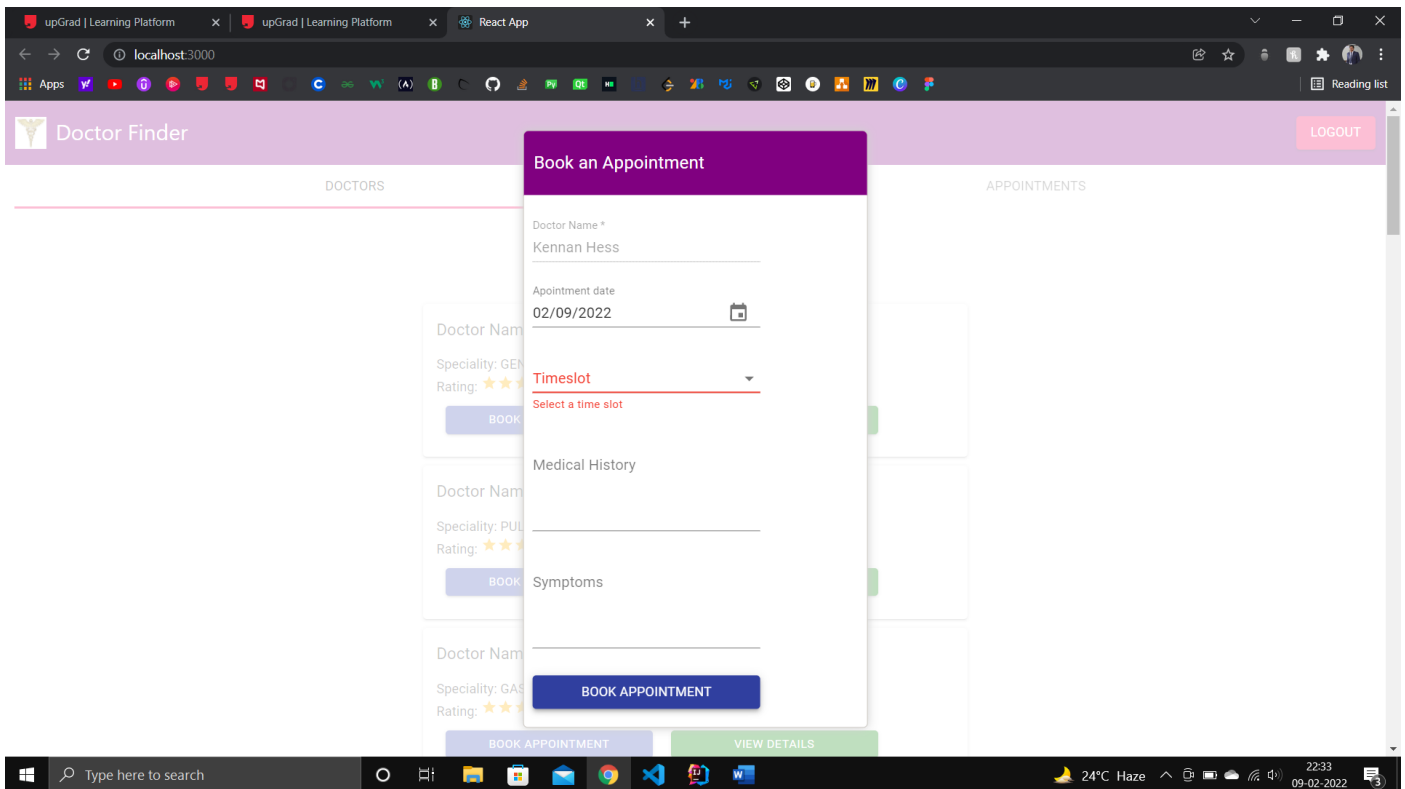 upGrad | Learning Platform
upGrad | Learning Platform
React App
localhost:3000
Apps
Reading list
Doctor Finder
LOGOUT
DOCTORS
APPOINTMENTS
Book an Appointment
Doctor Name *
Kennan Hess
Apointment date
02/09/2022
Timeslot
Select a time slot
Medical History
Symptoms
BOOK APPOINTMENT
Doctor Nam
Speciality: GEN
Rating:
BOOK
Doctor Nam
Speciality: PUL
Rating:
BOOK
Doctor Nam
Speciality: GAS
Rating:
BOOK APPOINTMENT
VIEW DETAILS
Type here to search
24°C Haze
22:33
09-02-2022
3